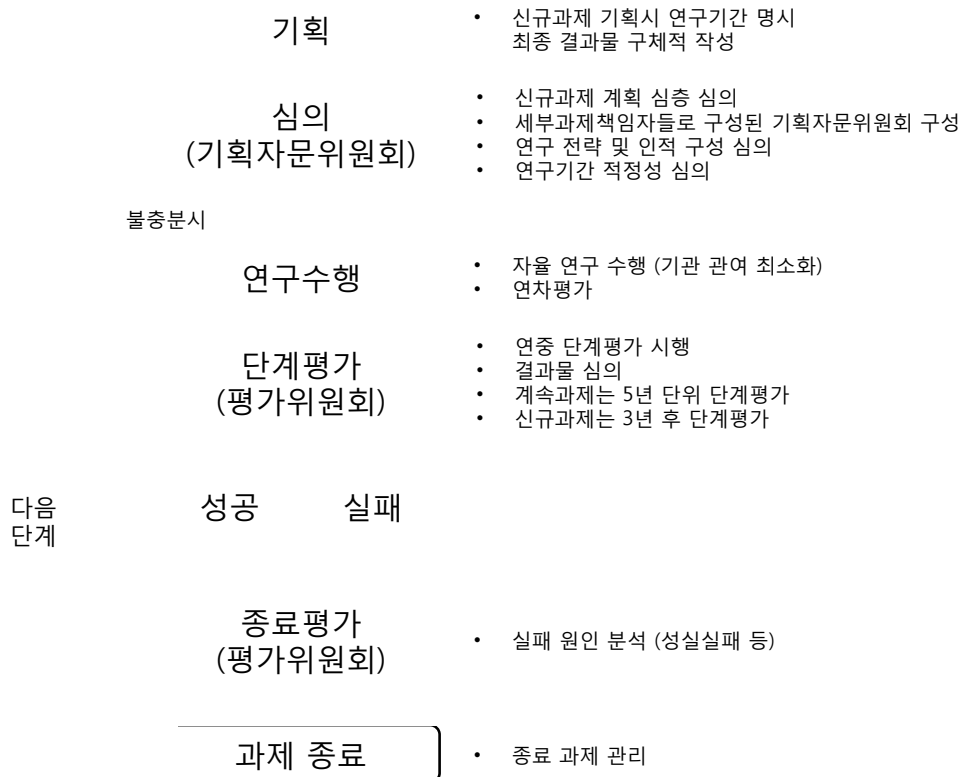 기획
• 신규과제 기획시 연구기간 명시
최종 결과물 구체적 작성
심의
(기획자문위원회)
• 신규과제 계획 심층 심의
• 세부과제책임자들로 구성된 기획자문위원회 구성
• 연구 전략 및 인적 구성 심의
• 연구기간 적정성 심의
불충분시
연구수행
• 자율 연구 수행 (기관 관여 최소화)
• 연차평가
단계평가
(평가위원회)
• 연중 단계평가 시행
• 결과물 심의
• 계속과제는 5년 단위 단계평가
• 신규과제는 3년 후 단계평가
다음
단계
성공 실패
종료평가
(평가위원회)
• 실패 원인 분석 (성실실패 등)
과제 종료
• 종료 과제 관리